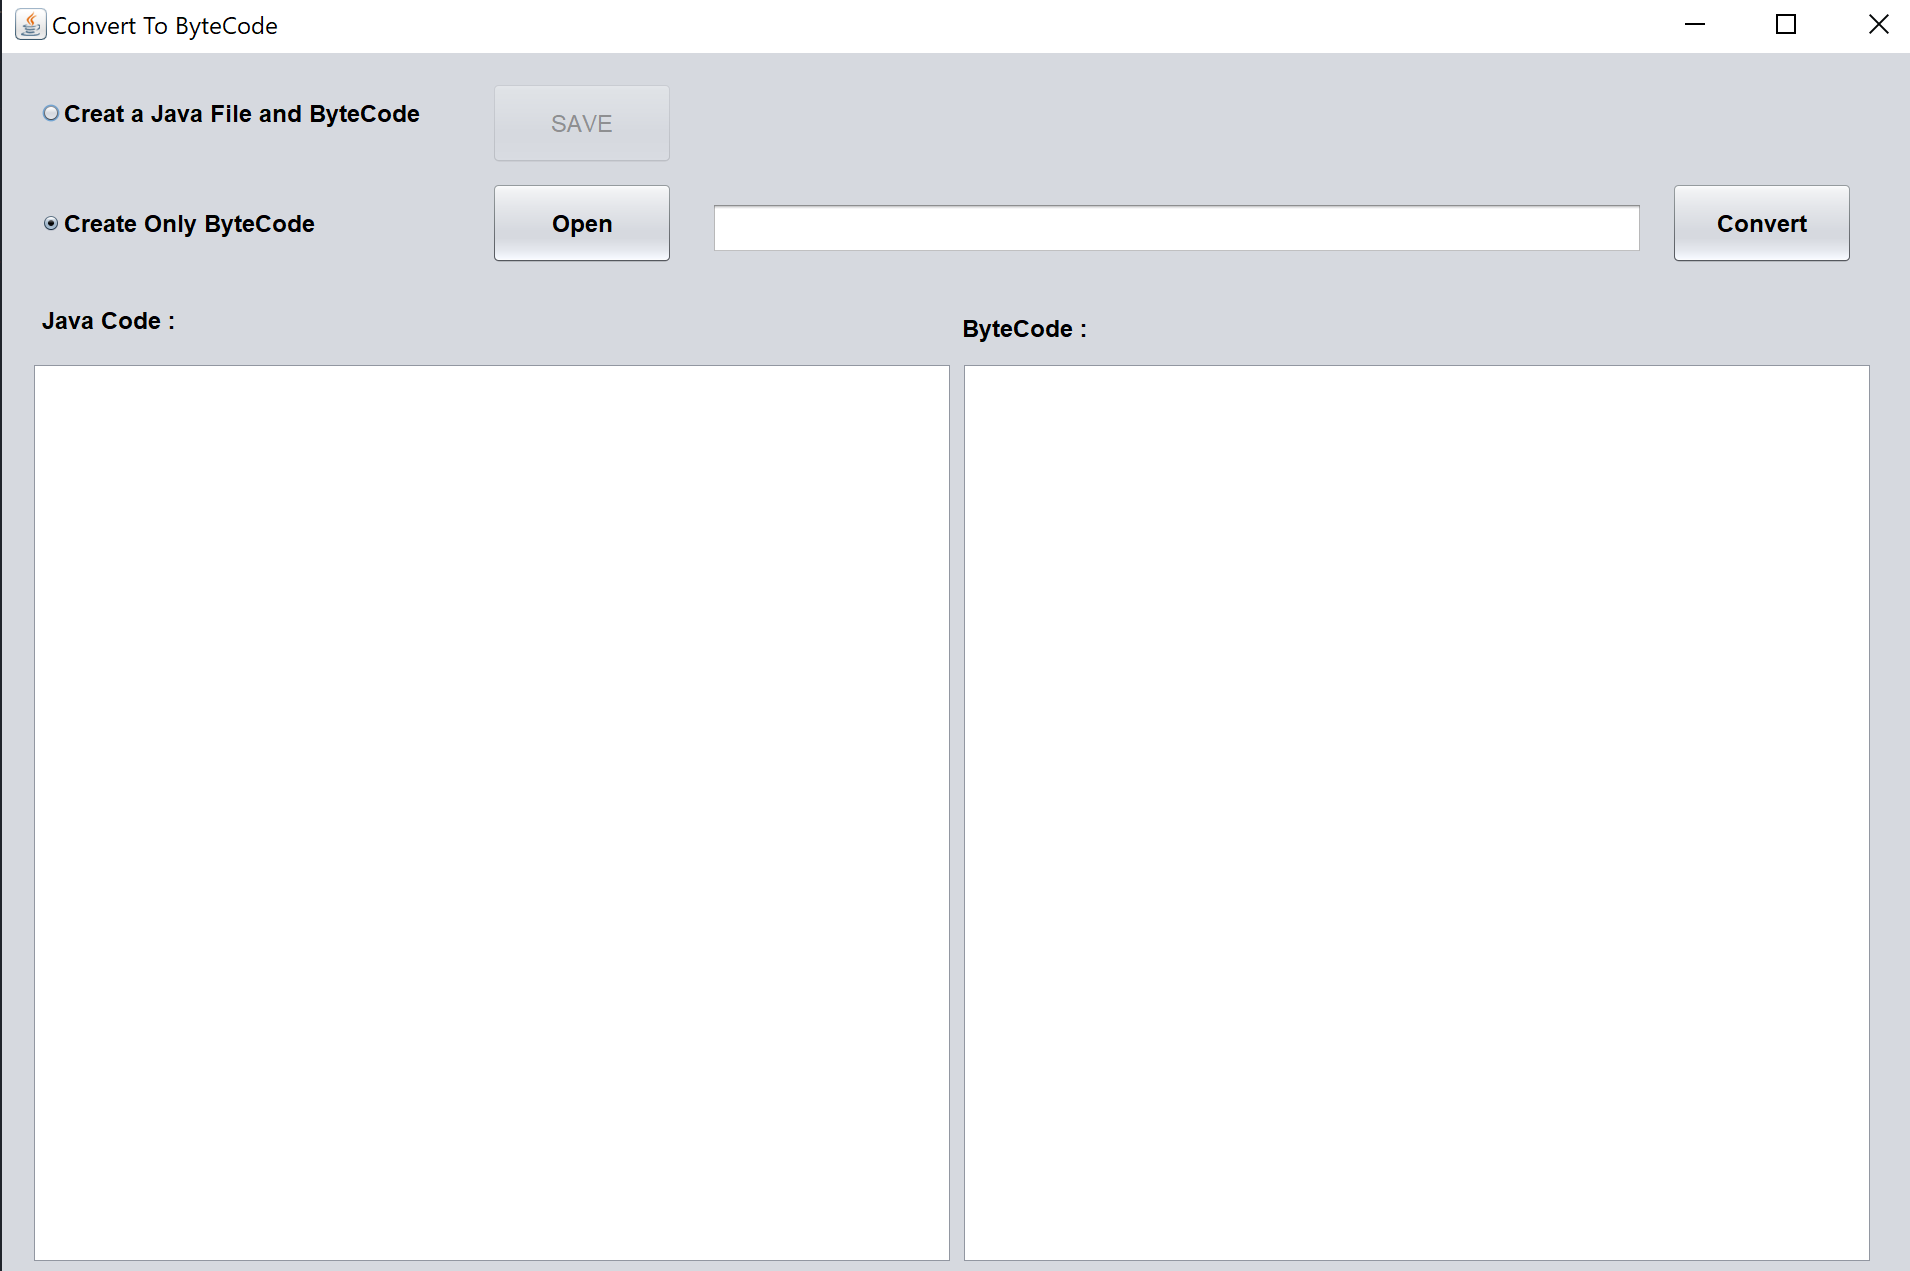 Convert To ByteCode
Creat a Java File and ByteCode
SAVE
Create Only ByteCode
Open
Convert
Java Code :
ByteCode :